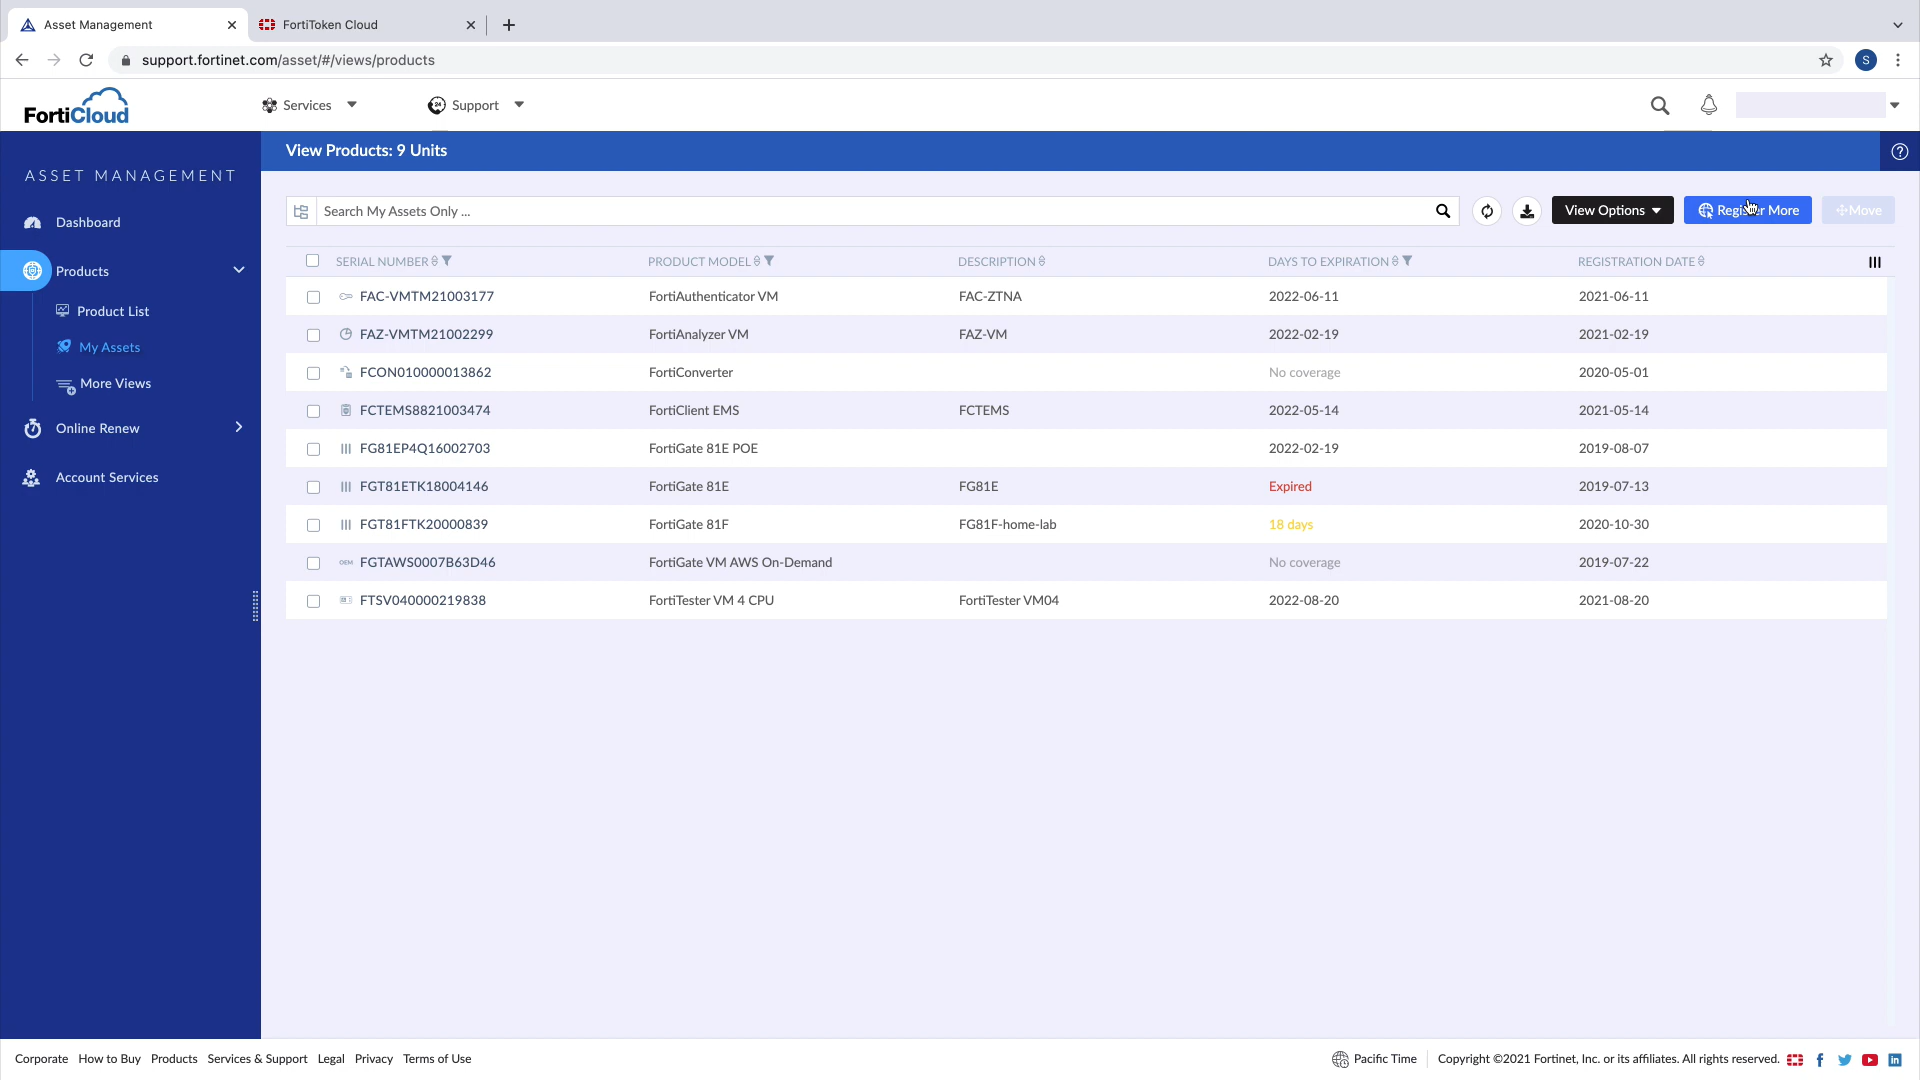 Asset Management
FortiToken Cloud
support.fortinet.com/asset/#/views/products
S
FortiCloud
Services
24 Support
ASSET MANAGEMENT
View Products: 9 Units
Dashboard
Products
Product List
My Assets
More Views
Online Renew
Account Services
Search My Assets Only ...
View Options
Register More
Move
SERIAL NUMBER PRODUCT MODEL DESCRIPTION DAYS TO EXPIRATION REGISTRATION DATE
FAC-VMTM21003177 FortiAuthenticator VM FAC-ZTNA 2022-06-11 2021-06-11
FAZ-VMTM21002299 FortiAnalyzer VM FAZ-VM 2022-02-19 2021-02-19
FCON010000013862 FortiConverter No coverage 2020-05-01
FCTEMS8821003474 FortiClient EMS FCTEMS 2022-05-14 2021-05-14
FG81EP4Q16002703 FortiGate 81E POE 2022-02-19 2019-08-07
FGT81ETK18004146 FortiGate 81E FG81E Expired 2019-07-13
FGT81FTK20000839 FortiGate 81F FG81F-home-lab 18 days 2020-10-30
OEM FGTAWS0007B63D46 FortiGate VM AWS On-Demand No coverage 2019-07-22
FTSV040000219838 FortiTester VM 4 CPU FortiTester VM04 2022-08-20 2021-08-20
Corporate How to Buy Products Services & Support Legal Privacy Terms of Use
Pacific Time
Copyright ©2021 Fortinet, Inc. or its affiliates. All rights reserved.